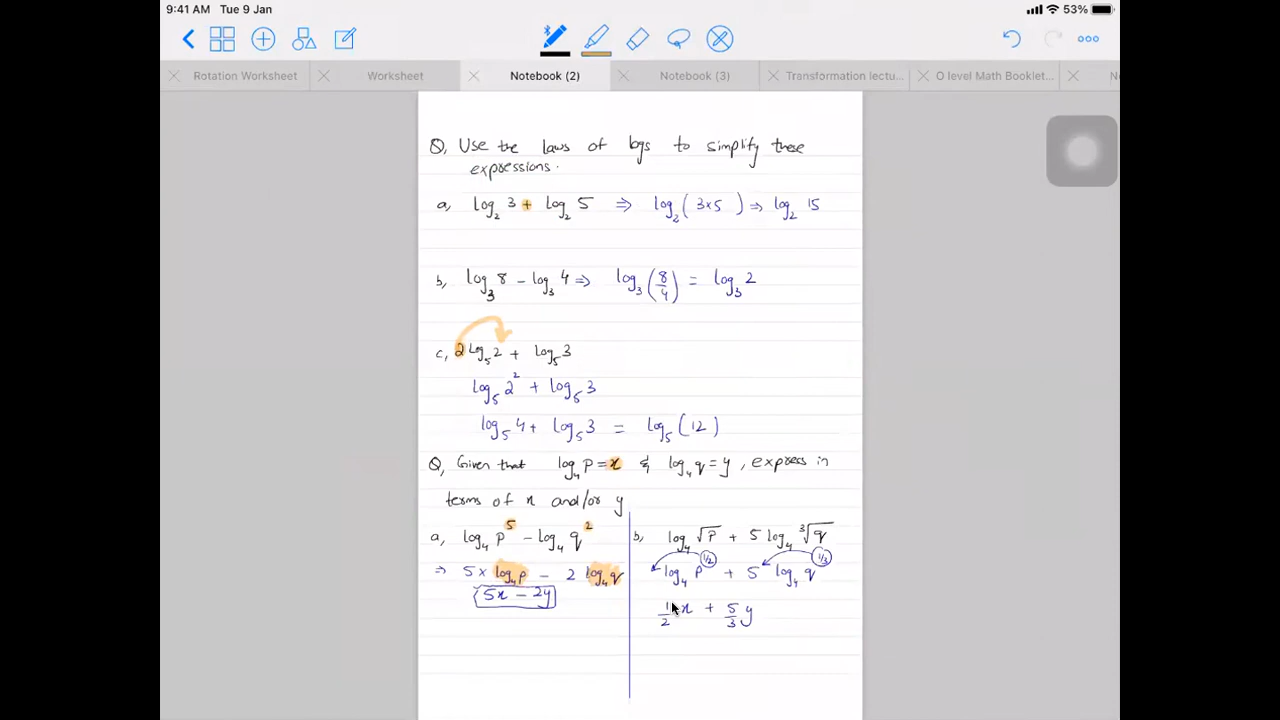 9:41 AM Tue 9 Jan 53%
Rotation Worksheet Worksheet Notebook (2) Notebook (3) Transformation lectu... O level Math Booklet...
Q, Use the laws of logs to simplify these
expressions.
a, log₂ 3 + log₂ 5 ⇒ log₂ ( 3×5 ) ⇒ log₂ 15
b, log₃ 8 − log₃ 4 ⇒ log₃ (8/4) = log₃ 2
c, 2 log₅ 2 + log₅ 3
log₅ 2² + log₅ 3
log₅ 4 + log₅ 3 = log₅ (12)
Q, Given that log₄ p = x & log₄ q = y, express in
terms of x and/or y
a, log₄ p⁵ − log₄ q²
⇒ 5 × log₄ p − 2 log₄ q
5x − 2y
b, log₄ √p + 5 log₄ ³√q
log₄ p^(1/2) + 5 log₄ q^(1/3)
1/2 x + 5/3 y